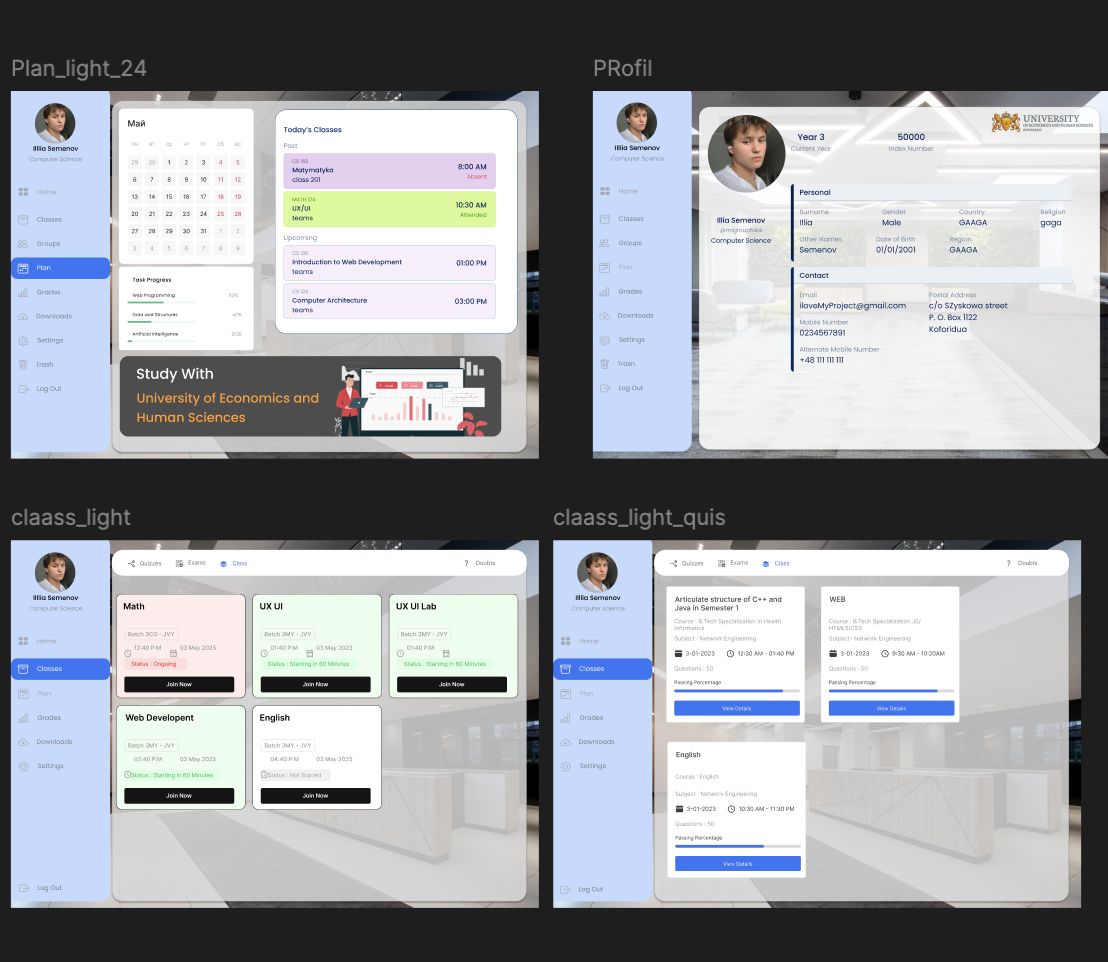 Plan_light_24
Illlia Semenov
Computer Science
Home
Classes
Groups
Plan
Grades
Downloads
Settings
Trash
Log Out
Май
пн вт ср чт пт сб вс
29 30 1 2 3 4 5
6 7 8 9 10 11 12
13 14 15 16 17 18 19
20 21 22 23 24 25 26
27 28 29 30 31 1 2
3 4 5 6 7 8 9
Task Progress
Web Programming 5/10
Data and Structures 4/15
Artificial Intelligence 2/20
Today's Classes
Past
CS 102
Matymatyka 8:00 AM
class 201 Absent
MATH 124
UX/UI 10:30 AM
teams Attended
Upcoming
Introduction to Web Development 01:00 PM
teams
CS 124
Computer Architecture 03:00 PM
teams
Study With
University of Economics and
Human Sciences
PRofil
Illlia Semenov
Computer Science
Home
Classes
Groups
Plan
Grades
Downloads
Settings
Trash
Log Out
Year 3 50000
Current Year Index Number
UNIVERSITY
OF ECONOMICS AND HUMAN SCIENCES
IN WARSAW
Illia Semenov
@migroupfake
Computer Science
Personal
Surname Gender Country Religion
Illia Male GAAGA gaga
Other Names Date of Birth Region
Semenov 01/01/2001 GAAGA
Contact
Email Postal Address
iloveMyProject@gmail.com c/o SZyskowa street
P. O. Box 1122
Mobile Number Koforidua
0234567891
Alternate Mobile Number
+48 111 111 111
claass_light
Illlia Semenov
Computer Science
Home
Classes
Plan
Grades
Downloads
Settings
Log Out
Quizzes Exams Class ? Doubts
Math
Batch 3CO - JVY
12:40 P:M 03 May 2025
Status : Ongoing
Join Now
UX UI
Batch 3MY - JVY
01:40 P:M 03 May 2025
Status : Starting in 60 Minutes
Join Now
UX UI Lab
Batch 3MY - JVY
01:40 P:M
Status : Starting in 60 Minutes
Join Now
Web Developent
Batch 3MY - JVY
02:40 P:M 03 May 2025
Status : Starting in 60 Minutes
Join Now
English
Batch 3MY - JVY
04:40 P:M 03 May 2025
Status : Not Started
Join Now
claass_light_quis
Illlia Semenov
Computer Science
Home
Classes
Plan
Grades
Downloads
Settings
Log Out
Quizzes Exams Class ? Doubts
Articulate structure of C++ and
Java in Semester 1
Course : B.Tech Specialization in Health
Informatics
Subject : Network Engineering
3-01-2023 12:30 AM - 01:40 PM
Questions : 50
Passing Percentage
View Details
WEB
Course : B.Tech Specialization JS/
HTML5/CSS
Subject : Network Engineering
3-01-2023 9:30 AM - 10:20AM
Questions : 50
Passing Percentage
View Details
English
Course : English
Subject : Network Engineering
3-01-2023 10:30 AM - 11:30 PM
Questions : 50
Passing Percentage
View Details